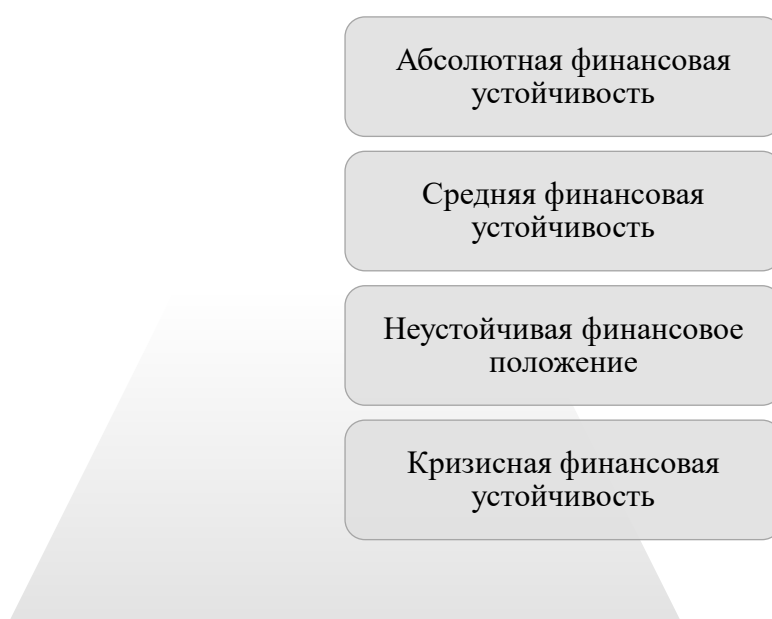 Абсолютная финансовая
устойчивость
Средняя финансовая
устойчивость
Неустойчивая финансовое
положение
Кризисная финансовая
устойчивость